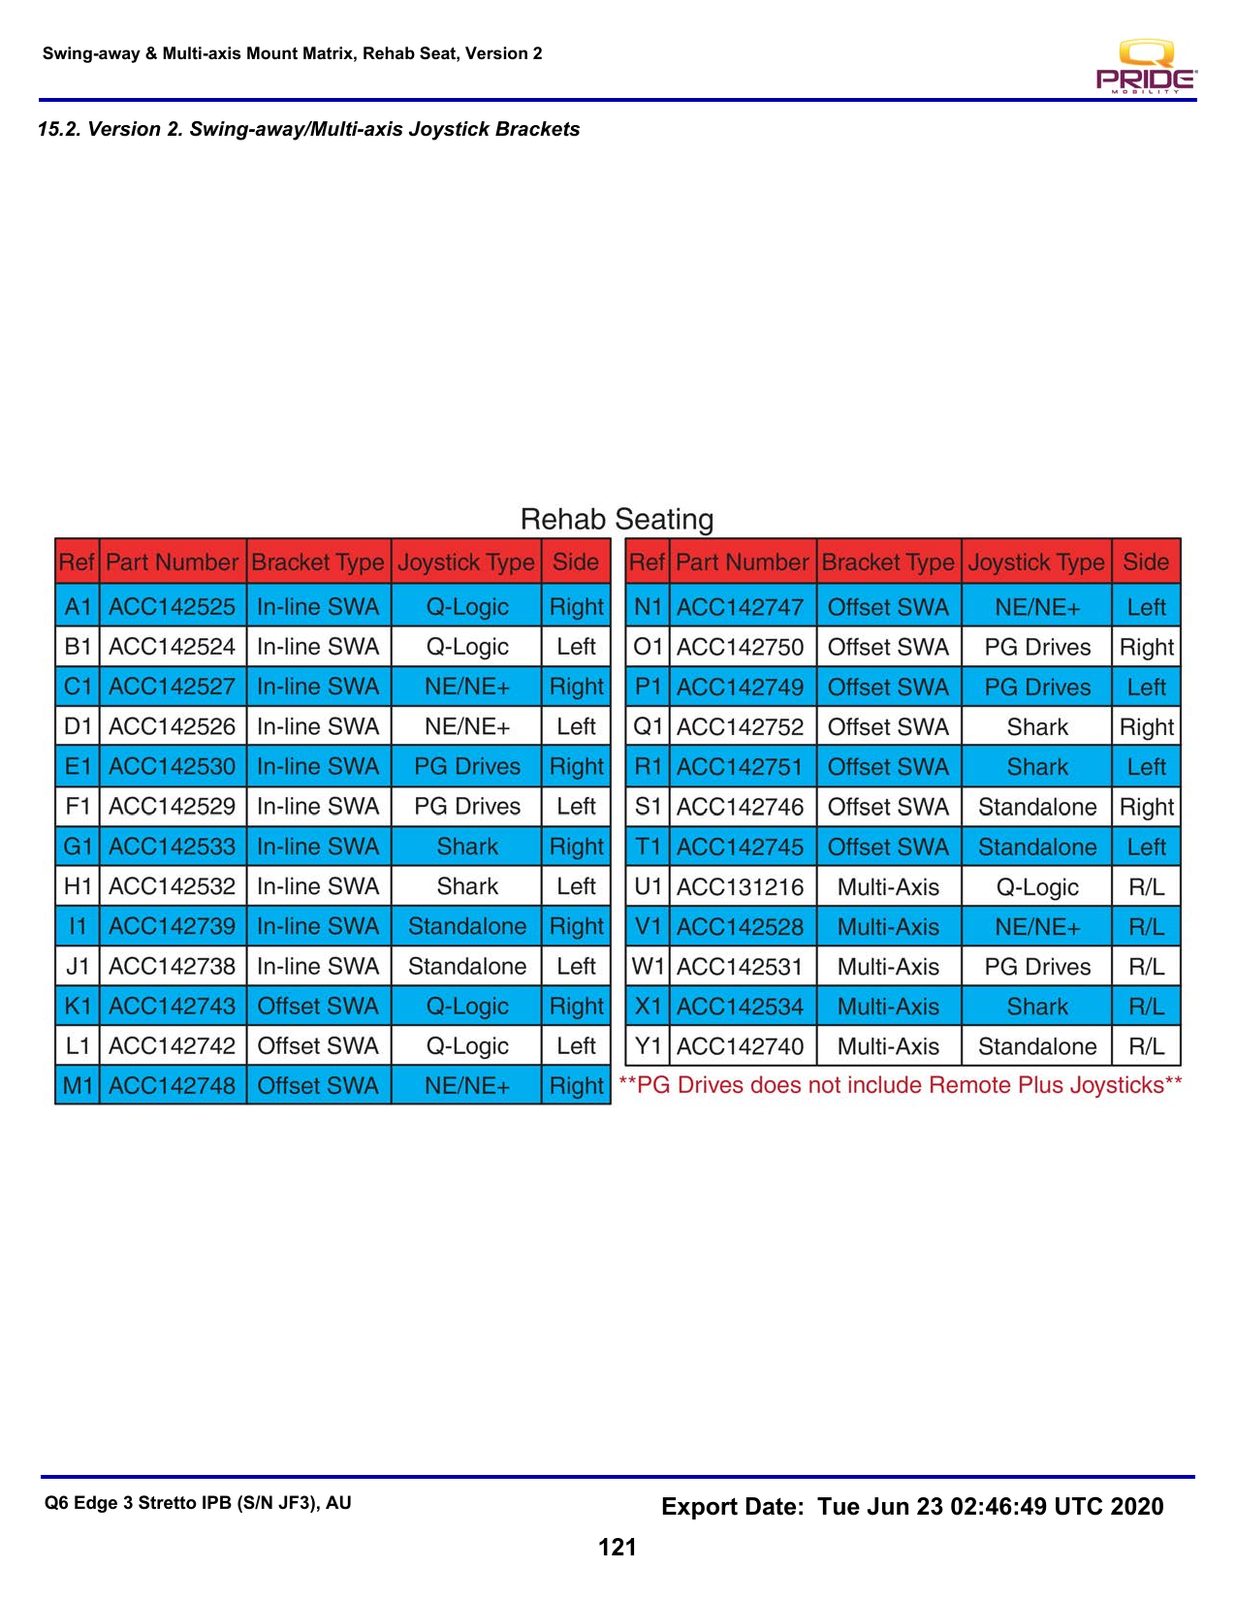 Swing-away & Multi-axis Mount Matrix, Rehab Seat, Version 2
PRIDE
MOBILITY
15.2. Version 2. Swing-away/Multi-axis Joystick Brackets
Rehab Seating
Ref Part Number Bracket Type Joystick Type Side
A1 ACC142525 In-line SWA Q-Logic Right
B1 ACC142524 In-line SWA Q-Logic Left
C1 ACC142527 In-line SWA NE/NE+ Right
D1 ACC142526 In-line SWA NE/NE+ Left
E1 ACC142530 In-line SWA PG Drives Right
F1 ACC142529 In-line SWA PG Drives Left
G1 ACC142533 In-line SWA Shark Right
H1 ACC142532 In-line SWA Shark Left
I1 ACC142739 In-line SWA Standalone Right
J1 ACC142738 In-line SWA Standalone Left
K1 ACC142743 Offset SWA Q-Logic Right
L1 ACC142742 Offset SWA Q-Logic Left
M1 ACC142748 Offset SWA NE/NE+ Right
Ref Part Number Bracket Type Joystick Type Side
N1 ACC142747 Offset SWA NE/NE+ Left
O1 ACC142750 Offset SWA PG Drives Right
P1 ACC142749 Offset SWA PG Drives Left
Q1 ACC142752 Offset SWA Shark Right
R1 ACC142751 Offset SWA Shark Left
S1 ACC142746 Offset SWA Standalone Right
T1 ACC142745 Offset SWA Standalone Left
U1 ACC131216 Multi-Axis Q-Logic R/L
V1 ACC142528 Multi-Axis NE/NE+ R/L
W1 ACC142531 Multi-Axis PG Drives R/L
X1 ACC142534 Multi-Axis Shark R/L
Y1 ACC142740 Multi-Axis Standalone R/L
**PG Drives does not include Remote Plus Joysticks**
Q6 Edge 3 Stretto IPB (S/N JF3), AU
Export Date: Tue Jun 23 02:46:49 UTC 2020
121